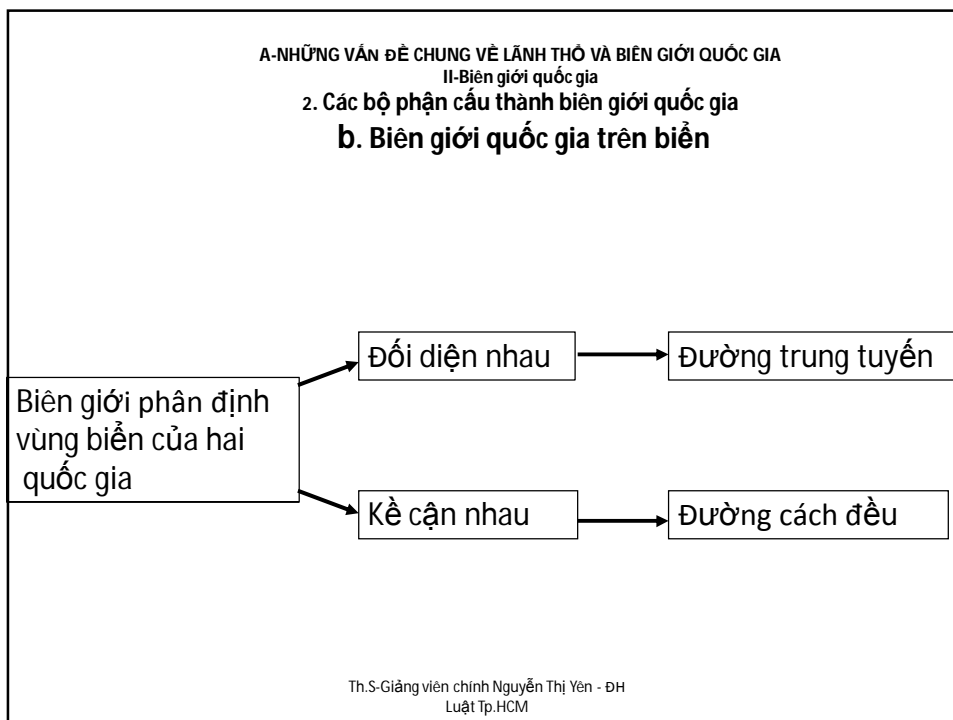 A-NHỮNG VẤN ĐỀ CHUNG VỀ LÃNH THỔ VÀ BIÊN GIỚI QUỐC GIA
II-Biên giới quốc gia
2. Các bộ phận cấu thành biên giới quốc gia
b. Biên giới quốc gia trên biển
Đối diện nhau
Đường trung tuyến
Biên giới phân định
vùng biển của hai
quốc gia
Kề cận nhau
Đường cách đều
Th.S-Giảng viên chính Nguyễn Thị Yên - ĐH
Luật Tp.HCM